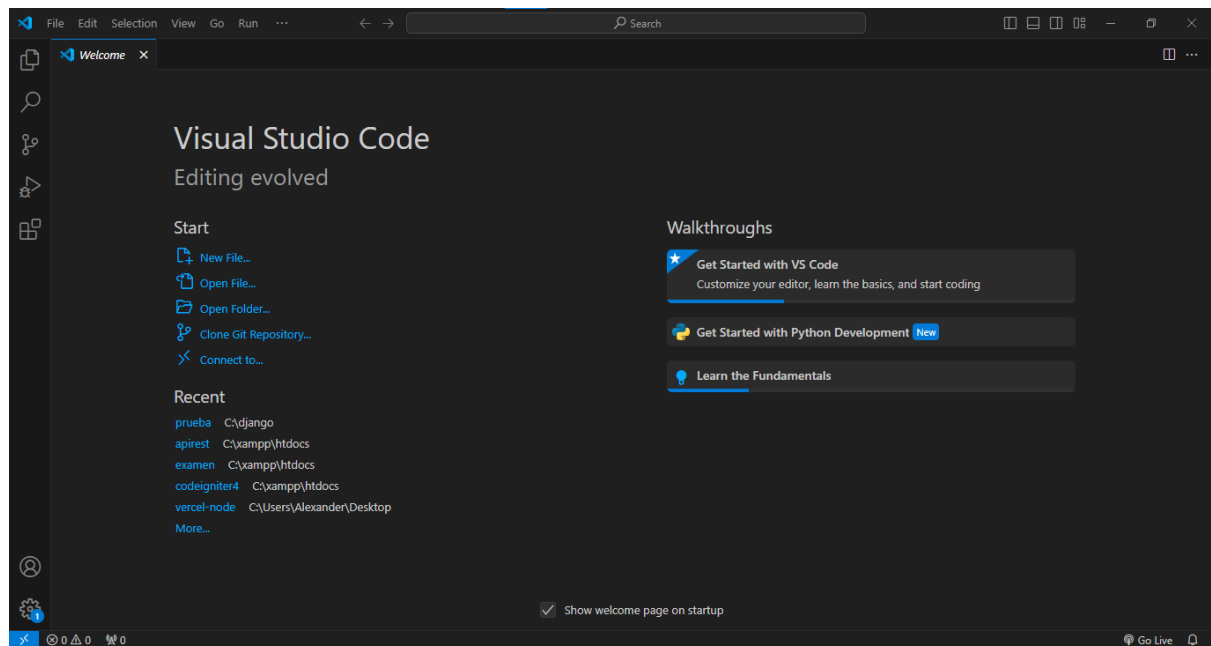 File Edit Selection View Go Run ··· Search
Welcome
Visual Studio Code
Editing evolved
Start
New File...
Open File...
Open Folder...
Clone Git Repository...
Connect to...
Recent
prueba C:\django
apirest C:\xampp\htdocs
examen C:\xampp\htdocs
codeigniter4 C:\xampp\htdocs
vercel-node C:\Users\Alexander\Desktop
More...
Walkthroughs
Get Started with VS Code
Customize your editor, learn the basics, and start coding
Get Started with Python Development New
Learn the Fundamentals
1
Show welcome page on startup
0 0 0 Go Live